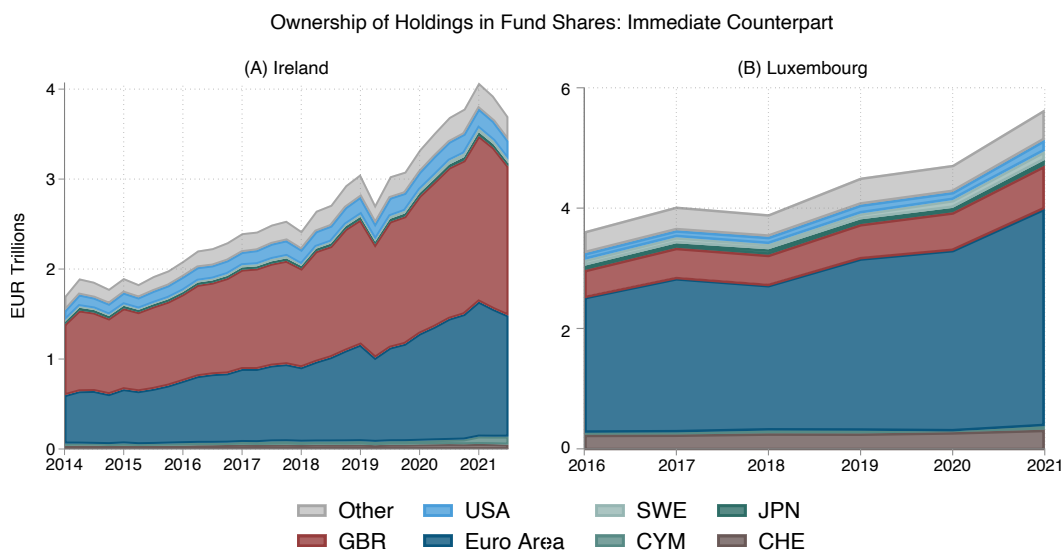 Ownership of Holdings in Fund Shares: Immediate Counterpart
(A) Ireland
(B) Luxembourg
EUR Trillions
4
3
2
1
0
2014 2015 2016 2017 2018 2019 2020 2021
6
4
2
0
2016 2017 2018 2019 2020 2021
Other USA SWE JPN
GBR Euro Area CYM CHE